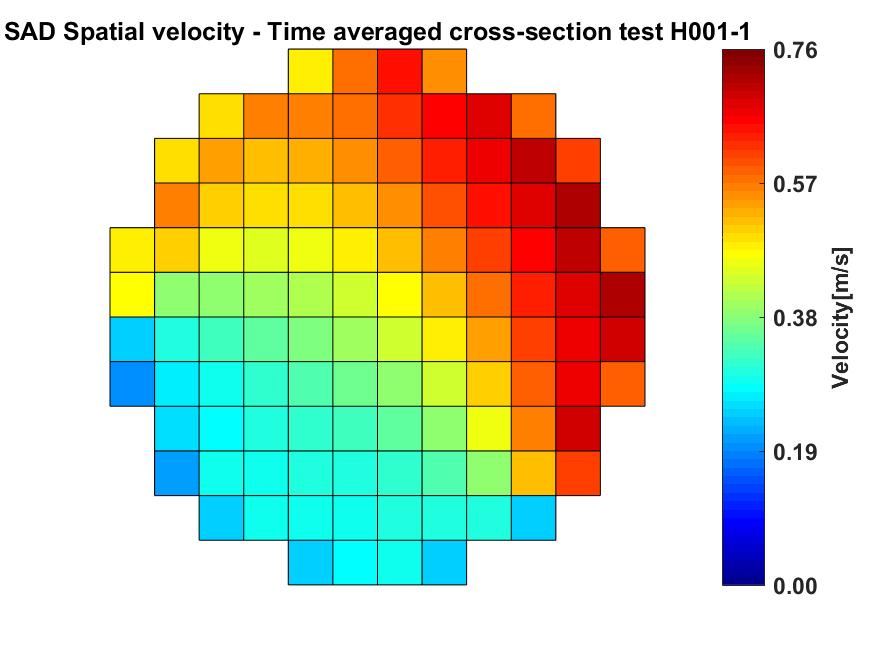 SAD Spatial velocity - Time averaged cross-section test H001-1
0.76
0.57
0.38
0.19
0.00
Velocity[m/s]